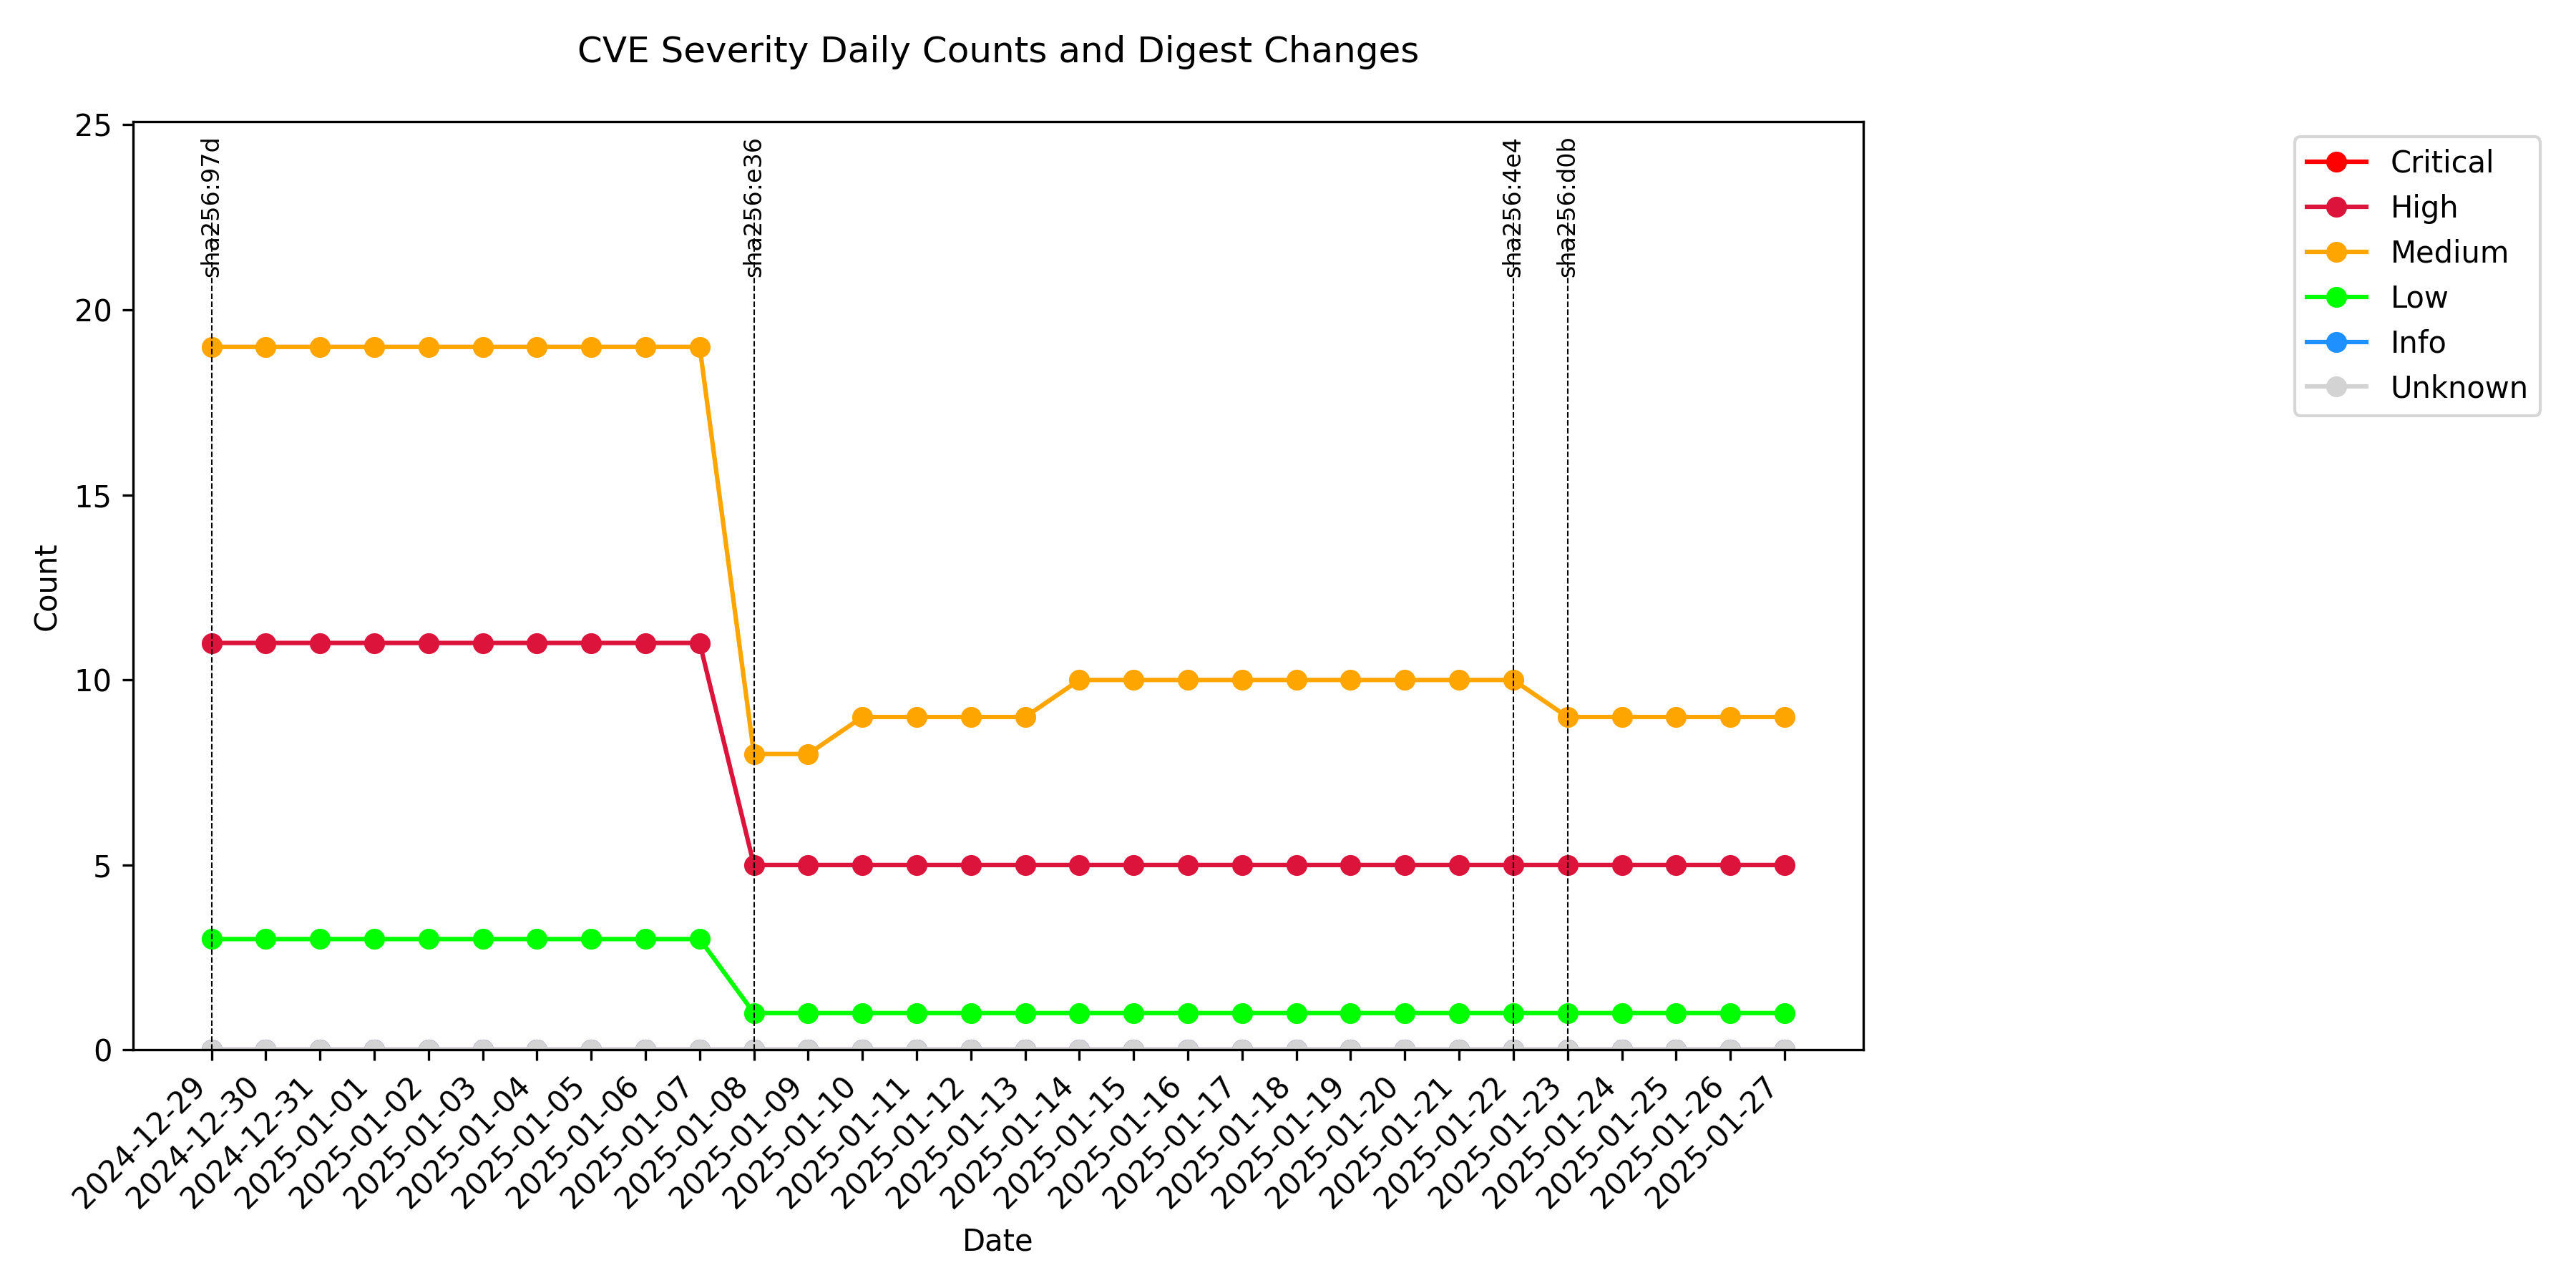 CVE Severity Daily Counts and Digest Changes
25
20
15
10
5
0
Count
sha256:97d
sha256:e36
sha256:4e4
sha256:d0b
Critical
High
Medium
Low
Info
Unknown
2024-12-29
2024-12-30
2024-12-31
2025-01-01
2025-01-02
2025-01-03
2025-01-04
2025-01-05
2025-01-06
2025-01-07
2025-01-08
2025-01-09
2025-01-10
2025-01-11
2025-01-12
2025-01-13
2025-01-14
2025-01-15
2025-01-16
2025-01-17
2025-01-18
2025-01-19
2025-01-20
2025-01-21
2025-01-22
2025-01-23
2025-01-24
2025-01-25
2025-01-26
2025-01-27
Date